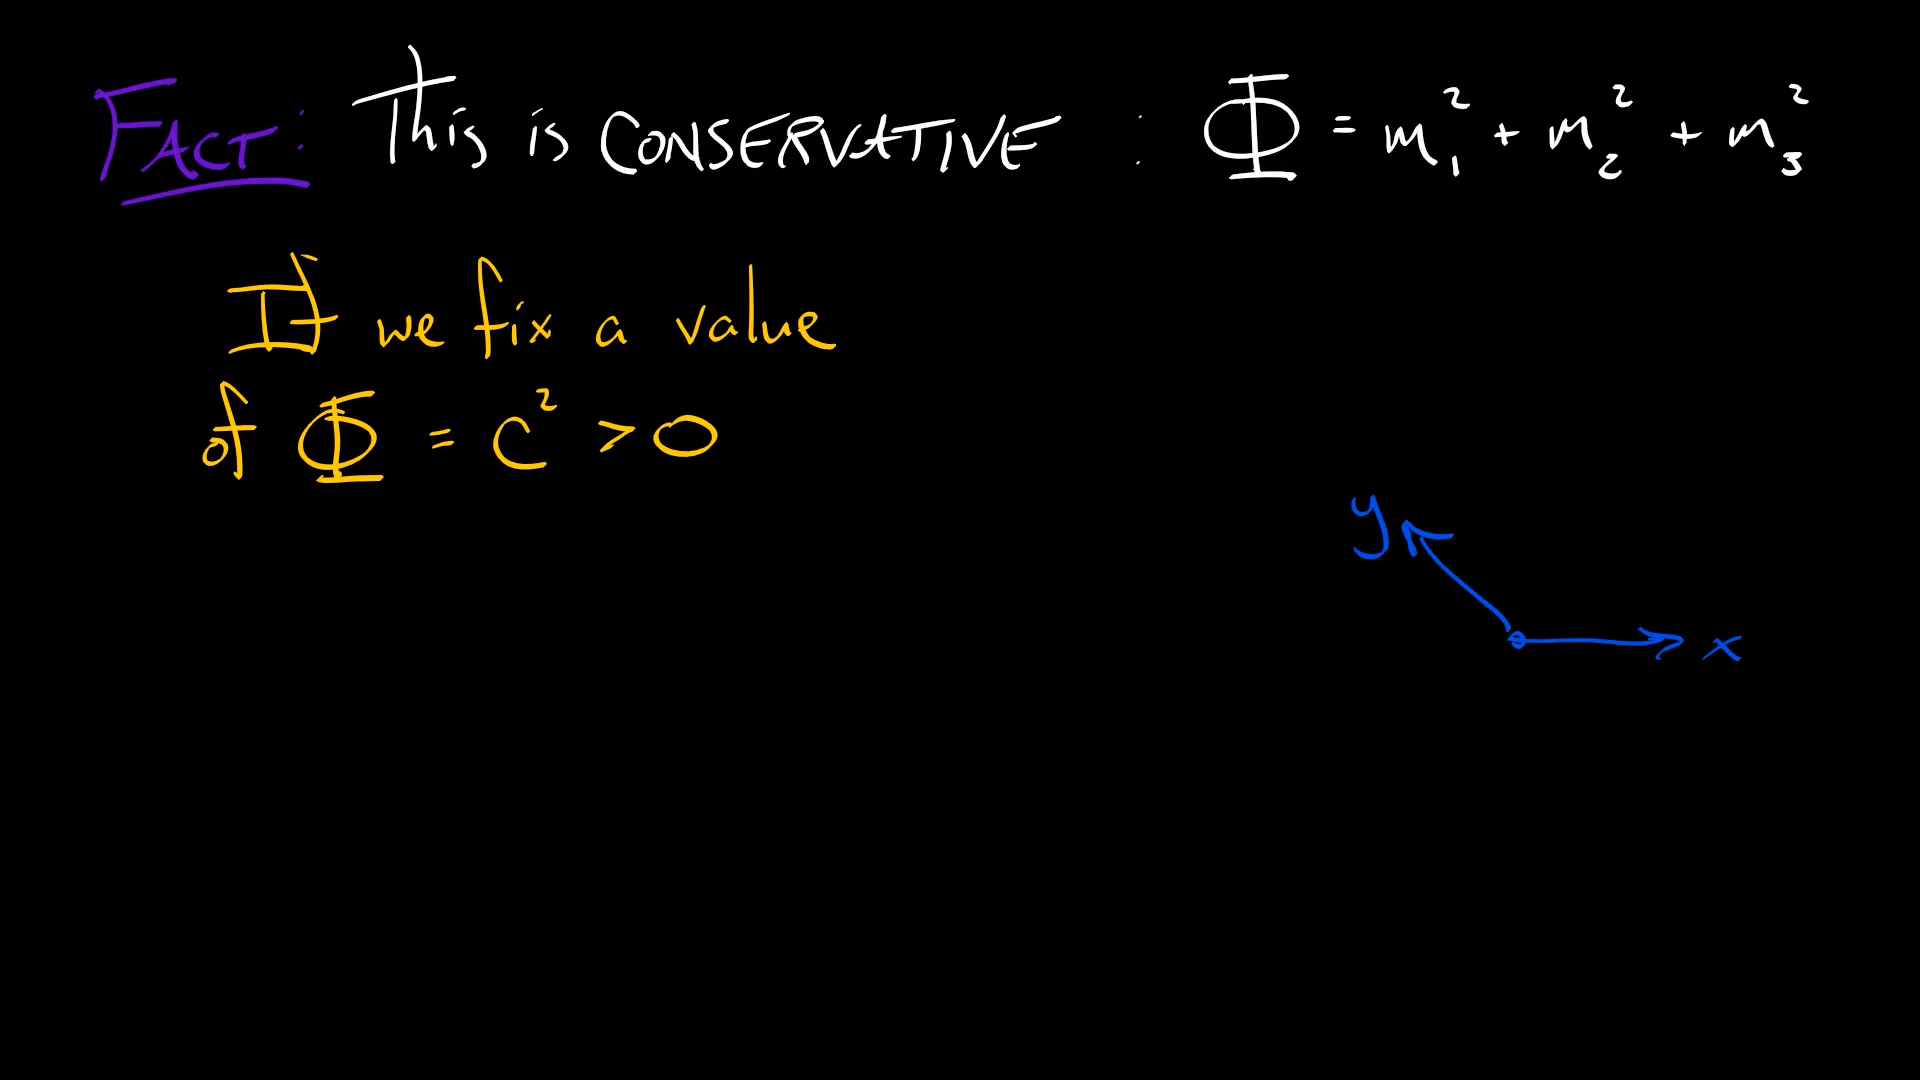 FACT: This is CONSERVATIVE : Φ = m₁² + m₂² + m₃²
If we fix a value
of Φ = c² > 0
y
x